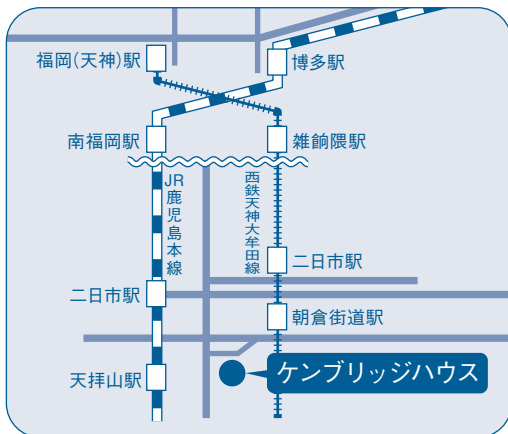 福岡(天神)駅
博多駅
南福岡駅
雑餉隈駅
JR鹿児島本線
西鉄天神大牟田線
二日市駅
二日市駅
朝倉街道駅
天拝山駅
ケンブリッジハウス